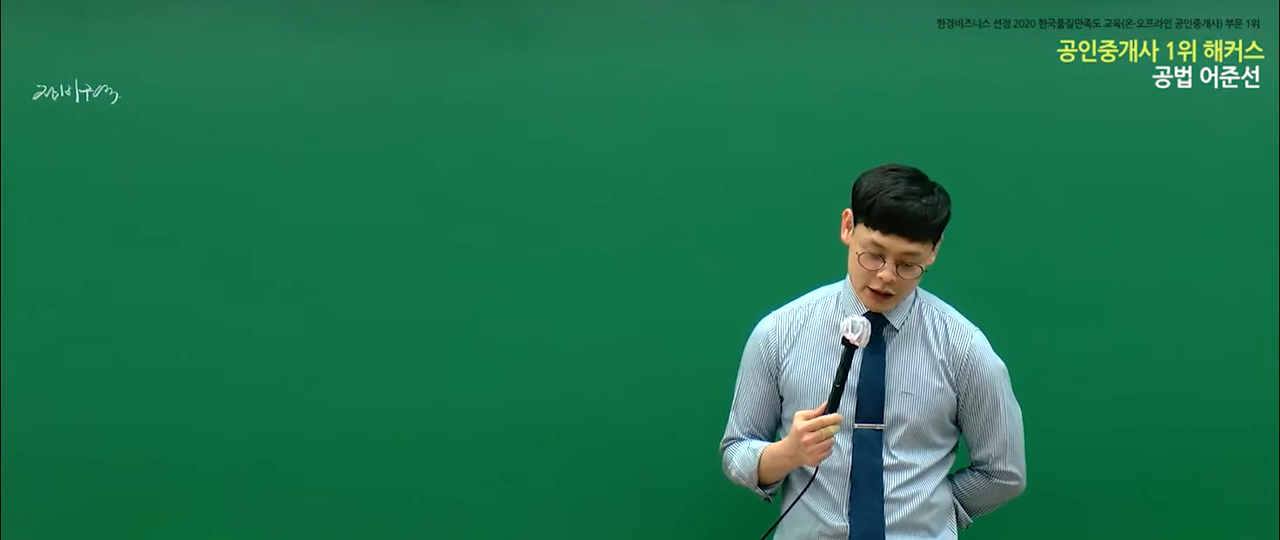 한경비즈니스 선정 2020 한국품질만족도 교육(온·오프라인 공인중개사) 부문 1위
공인중개사 1위 해커스
공법 어준선